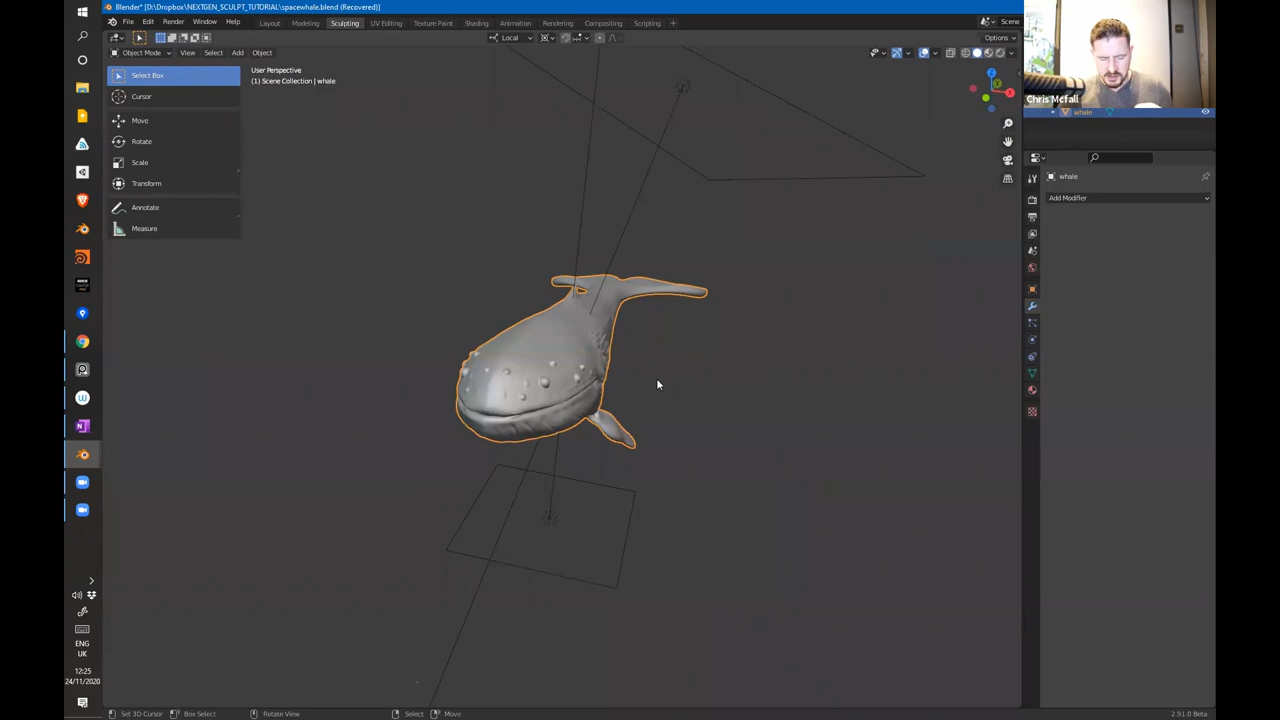 Blender* [D:\Dropbox\NEXTGEN_SCULPT_TUTORIAL\spacewhale.blend (Recovered)]
File Edit Render Window Help
Layout Modeling Sculpting UV Editing Texture Paint Shading Animation Rendering Compositing Scripting +
Scene
Local
Options
Object Mode View Select Add Object
Select Box
User Perspective
(1) Scene Collection | whale
Cursor
Move
Rotate
Scale
Transform
Annotate
Measure
X
Y
Z
Chris Mcfall
whale
whale
Add Modifier
ENG
UK
12:25
24/11/2020
Set 3D Cursor
Box Select
Rotate View
Select
Move
2.91.0 Beta